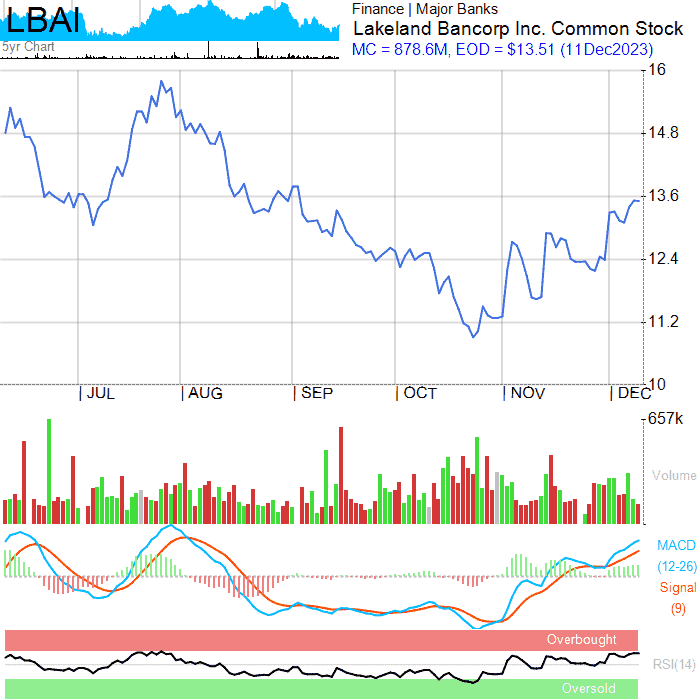 LBAI
5yr Chart
Finance | Major Banks
Lakeland Bancorp Inc. Common Stock
MC = 878.6M, EOD = $13.51 (11Dec2023)
16
14.8
13.6
12.4
11.2
10
| JUL | AUG | SEP | OCT | NOV | DEC
657k
Volume
MACD
(12-26)
Signal
(9)
Overbought
RSI(14)
Oversold